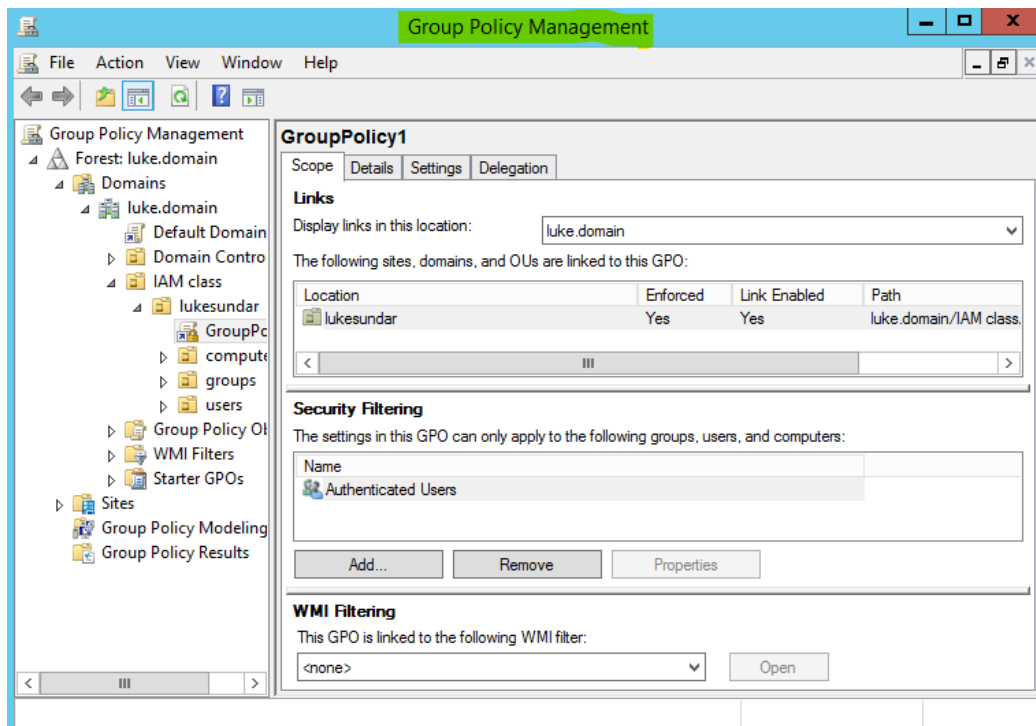 Group Policy Management
File Action View Window Help
Group Policy Management
Forest: luke.domain
Domains
luke.domain
Default Domain
Domain Contro
IAM class
lukesundar
GroupPc
compute
groups
users
Group Policy Ob
WMI Filters
Starter GPOs
Sites
Group Policy Modeling
Group Policy Results
GroupPolicy1
Scope Details Settings Delegation
Links
Display links in this location: luke.domain
The following sites, domains, and OUs are linked to this GPO:
Location Enforced Link Enabled Path
lukesundar Yes Yes luke.domain/IAM class.
Security Filtering
The settings in this GPO can only apply to the following groups, users, and computers:
Name
Authenticated Users
Add... Remove Properties
WMI Filtering
This GPO is linked to the following WMI filter:
<none> Open